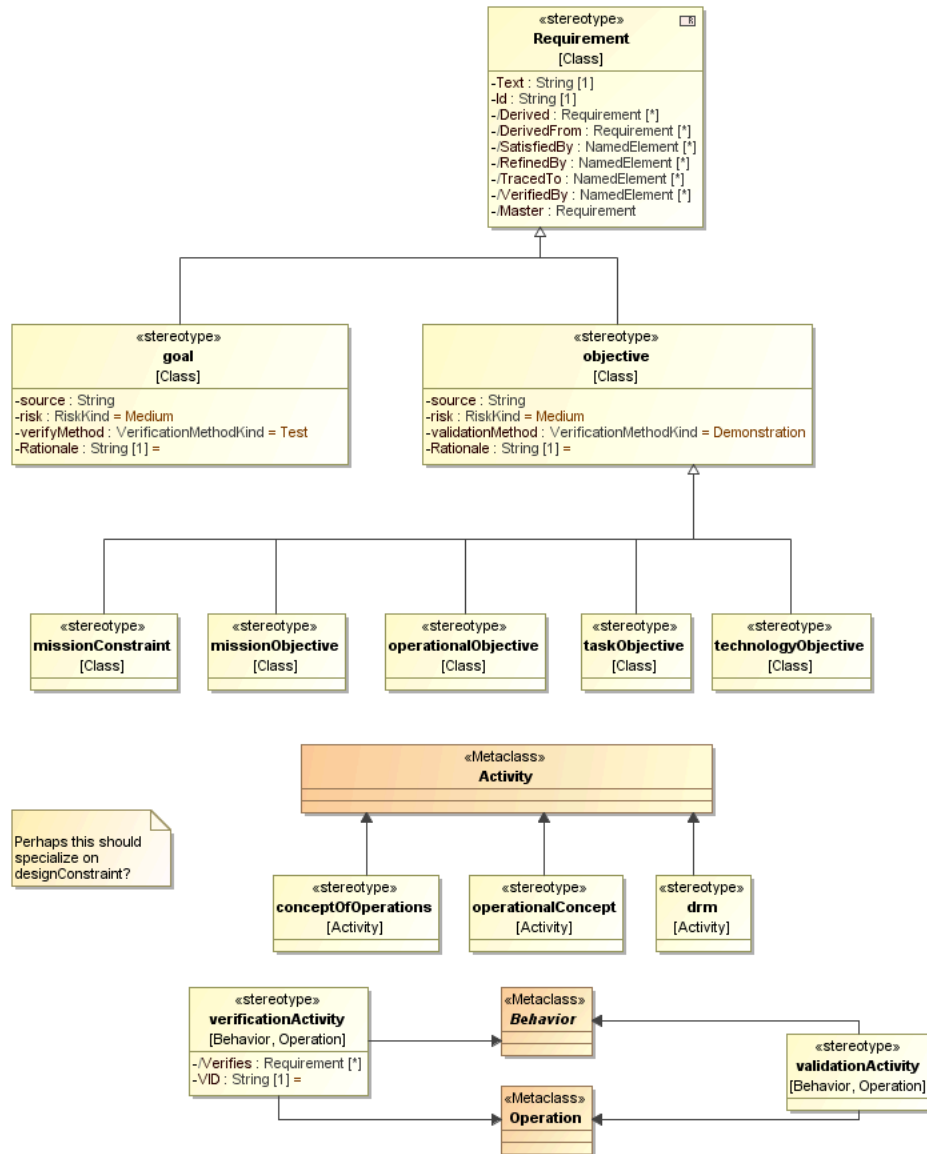 «stereotype»
Requirement
[Class]
-Text : String [1]
-Id : String [1]
-/Derived : Requirement [*]
-/DerivedFrom : Requirement [*]
-/SatisfiedBy : NamedElement [*]
-/RefinedBy : NamedElement [*]
-/TracedTo : NamedElement [*]
-/VerifiedBy : NamedElement [*]
-/Master : Requirement
«stereotype»
goal
[Class]
-source : String
-risk : RiskKind = Medium
-verifyMethod : VerificationMethodKind = Test
-Rationale : String [1] =
«stereotype»
objective
[Class]
-source : String
-risk : RiskKind = Medium
-validationMethod : VerificationMethodKind = Demonstration
-Rationale : String [1] =
«stereotype»
missionConstraint
[Class]
«stereotype»
missionObjective
[Class]
«stereotype»
operationalObjective
[Class]
«stereotype»
taskObjective
[Class]
«stereotype»
technologyObjective
[Class]
«Metaclass»
Activity
Perhaps this should
specialize on
designConstraint?
«stereotype»
conceptOfOperations
[Activity]
«stereotype»
operationalConcept
[Activity]
«stereotype»
drm
[Activity]
«stereotype»
verificationActivity
[Behavior, Operation]
-/Verifies : Requirement [*]
-VID : String [1] =
«Metaclass»
Behavior
«stereotype»
validationActivity
[Behavior, Operation]
«Metaclass»
Operation